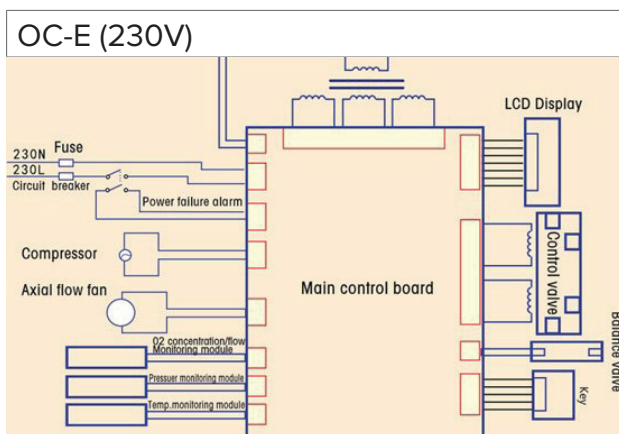 OC-E (230V)
Fuse
230N
230L
Circuit breaker
Power failure alarm
Compressor
Axial flow fan
O2 concentration/flow
Monitoring module
Pressuer monitoring module
Temp.monitoring module
Main control board
LCD Display
Control valve
Balance valve
Key